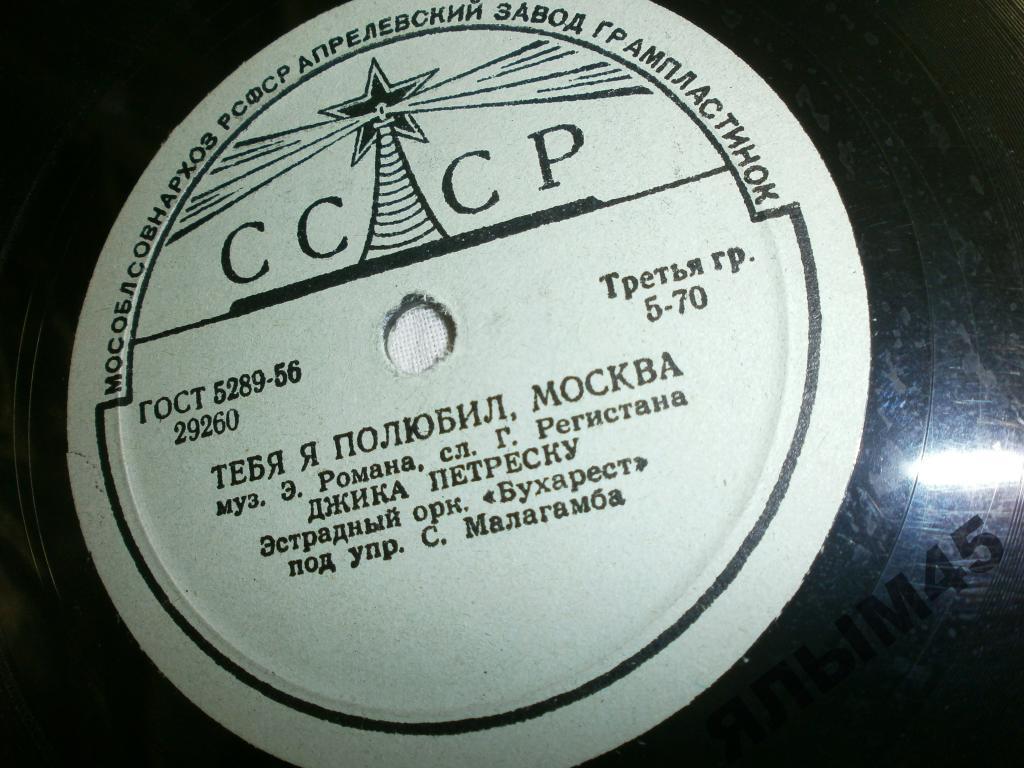 МОСОБЛСОВНАРХОЗ РСФСР АПРЕЛЕВСКИЙ ЗАВОД ГРАМПЛАСТИНОК
СССР
Третья гр.
5-70
ГОСТ 5289-56
29260
ТЕБЯ Я ПОЛЮБИЛ, МОСКВА
муз. Э. Романа, сл. Г. Регистана
ДЖИКА ПЕТРЕСКУ
Эстрадный орк. «Бухарест»
под упр. С. Малагамба
ЯЛЫМ45